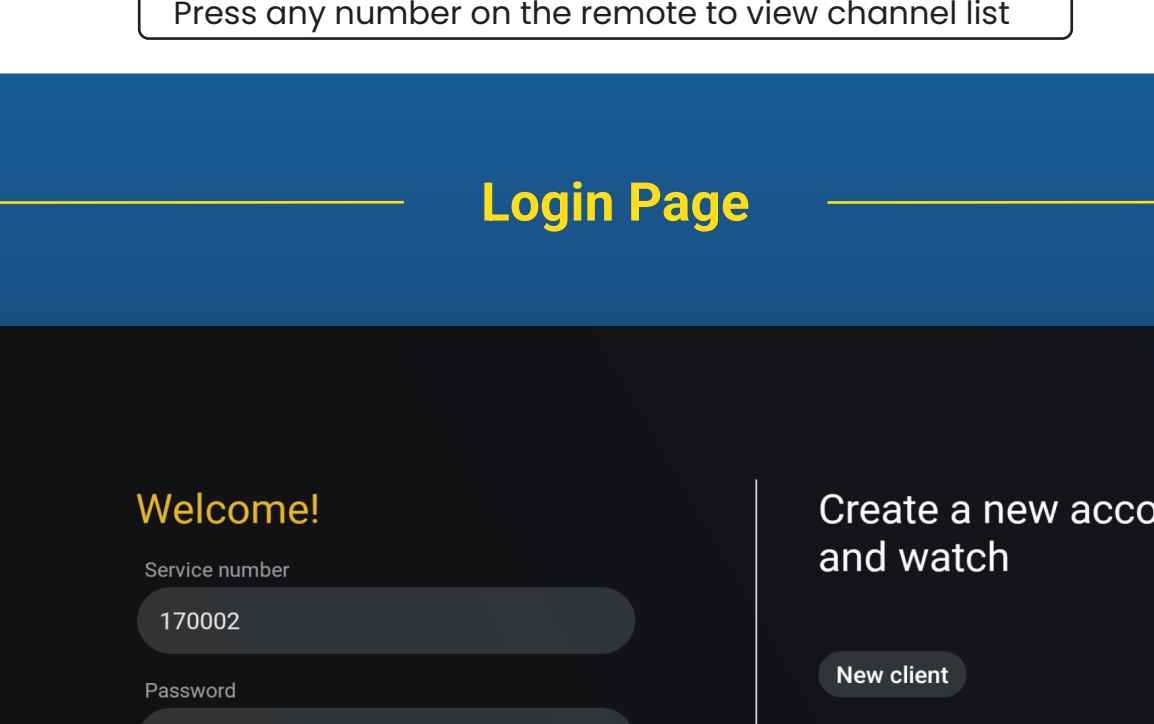 Press any number on the remote to view channel list
Login Page
Welcome!
Service number
170002
Password
Create a new acco
and watch
New client